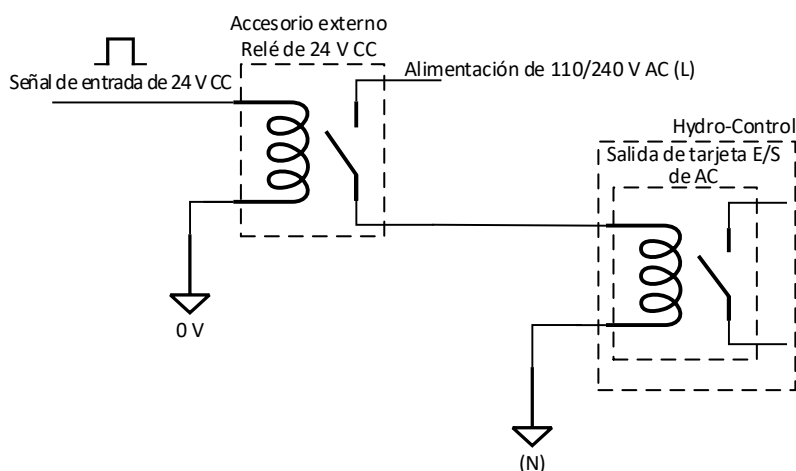 Accesorio externo
Relé de 24 V CC
Señal de entrada de 24 V CC
Alimentación de 110/240 V AC (L)
Hydro-Control
Salida de tarjeta E/S
de AC
0 V
(N)